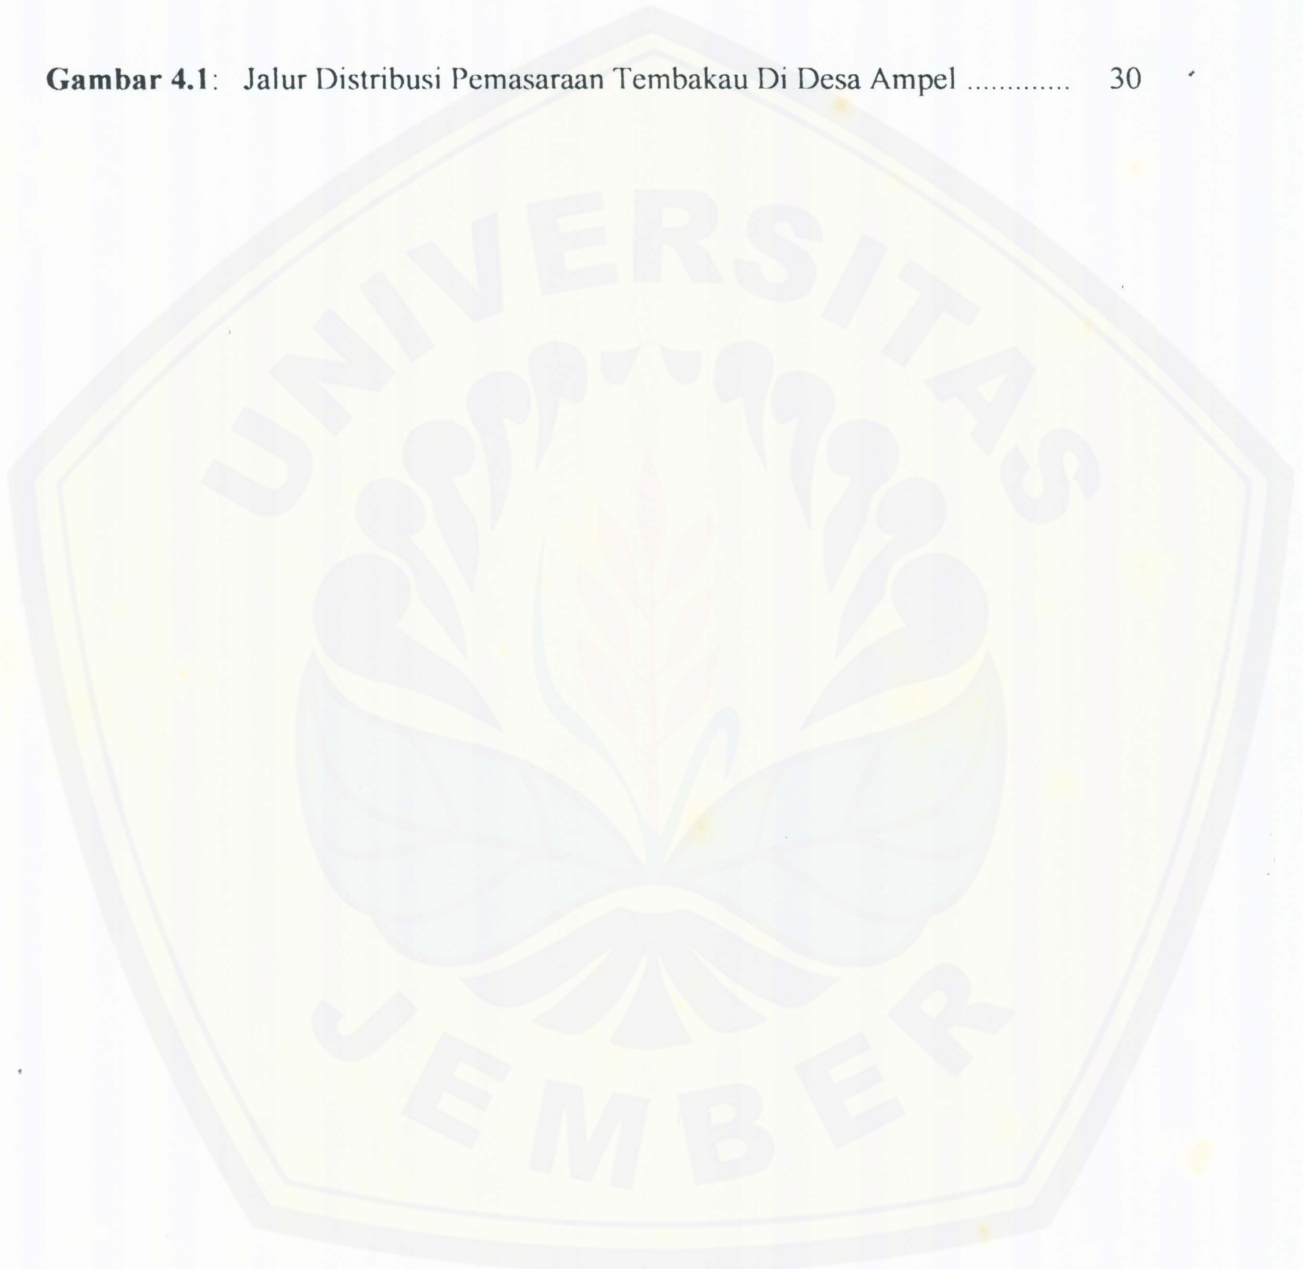 Gambar 4.1: Jalur Distribusi Pemasaraan Tembakau Di Desa Ampel ............. 30
UNIVERSITAS
JEMBER